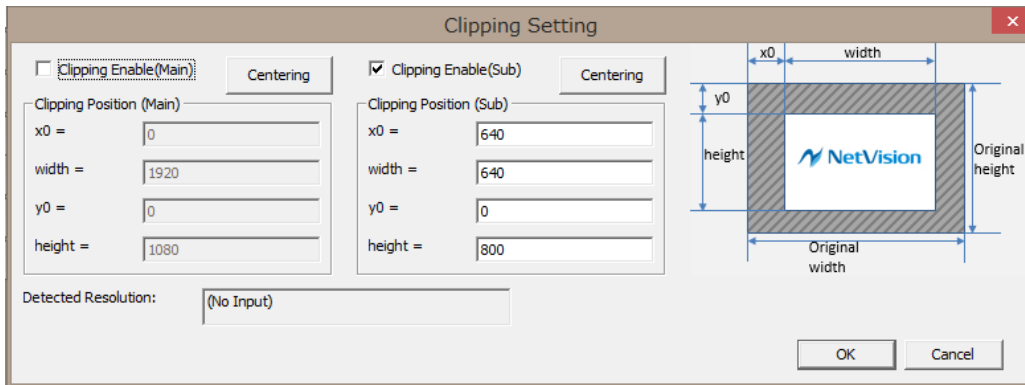 Clipping Setting
Clipping Enable(Main)
Centering
Clipping Position (Main)
x0 =
0
width =
1920
y0 =
0
height =
1080
Clipping Enable(Sub)
Centering
Clipping Position (Sub)
x0 =
640
width =
640
y0 =
0
height =
800
x0
width
y0
height
NetVision
Original
height
Original
width
Detected Resolution:
(No Input)
OK
Cancel